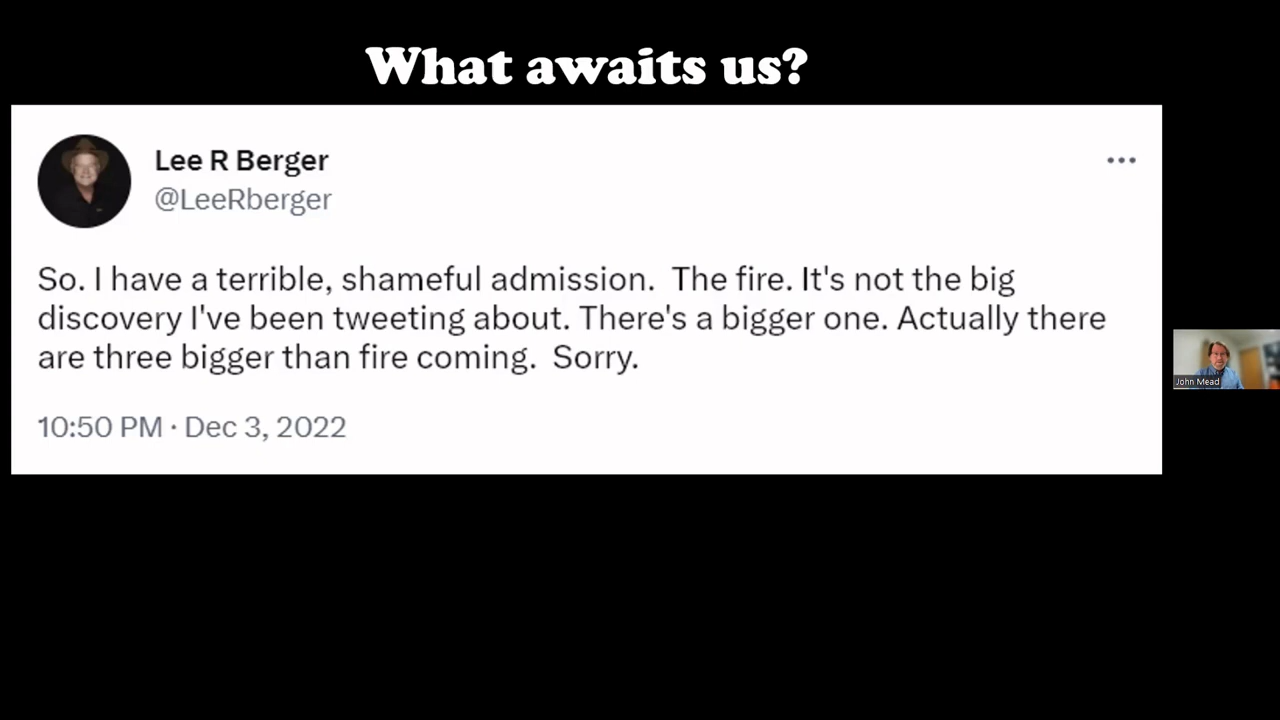 What awaits us?
Lee R Berger
@LeeRberger
So. I have a terrible, shameful admission.  The fire. It's not the big
discovery I've been tweeting about. There's a bigger one. Actually there
are three bigger than fire coming.  Sorry.
10:50 PM · Dec 3, 2022
John Mead